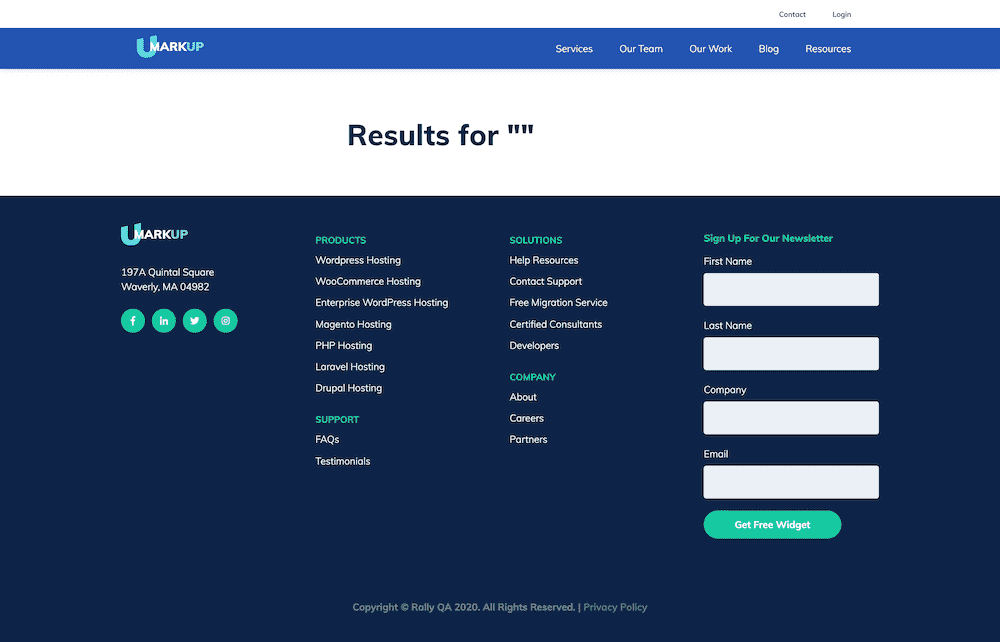 Contact Login
UMARKUP
Services Our Team Our Work Blog Resources
Results for ""
UMARKUP
197A Quintal Square
Waverly, MA 04982
PRODUCTS
Wordpress Hosting
WooCommerce Hosting
Enterprise WordPress Hosting
Magento Hosting
PHP Hosting
Laravel Hosting
Drupal Hosting
SUPPORT
FAQs
Testimonials
SOLUTIONS
Help Resources
Contact Support
Free Migration Service
Certified Consultants
Developers
COMPANY
About
Careers
Partners
Sign Up For Our Newsletter
First Name
Last Name
Company
Email
Get Free Widget
Copyright © Rally QA 2020. All Rights Reserved. | Privacy Policy